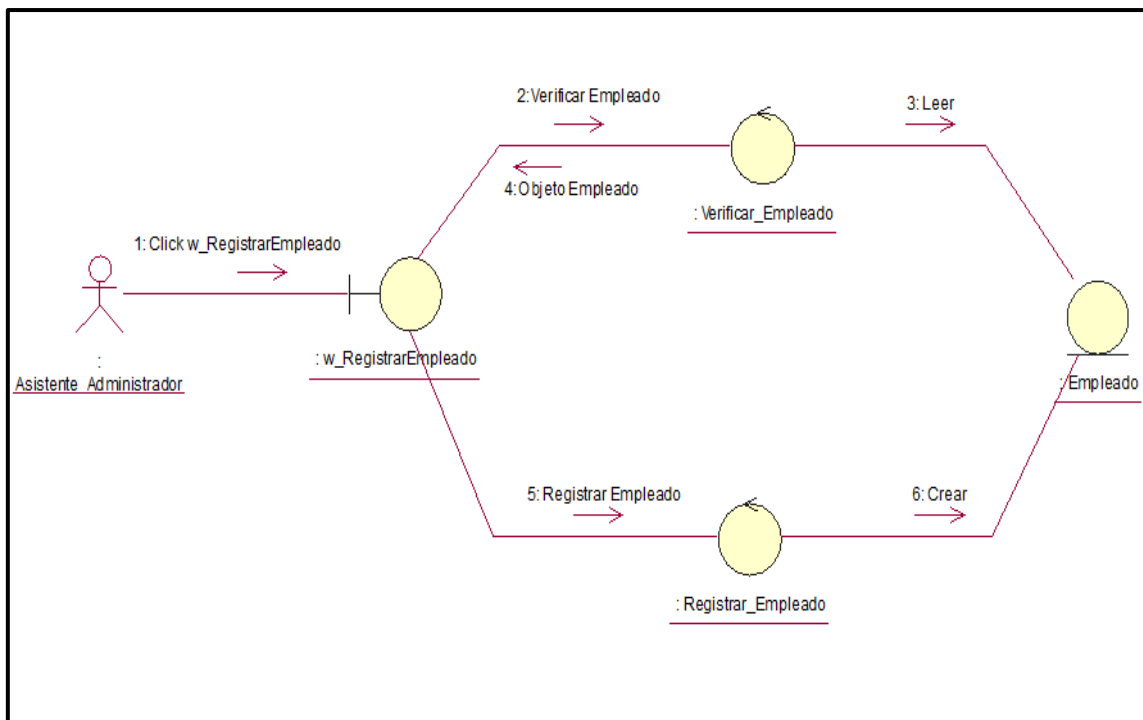 2: Verificar Empleado
3: Leer
4: Objeto Empleado
: Verificar_Empleado
1: Click w_RegistrarEmpleado
: w_RegistrarEmpleado
:
Asistente_Administrador
: Empleado
5: Registrar Empleado
6: Crear
: Registrar_Empleado